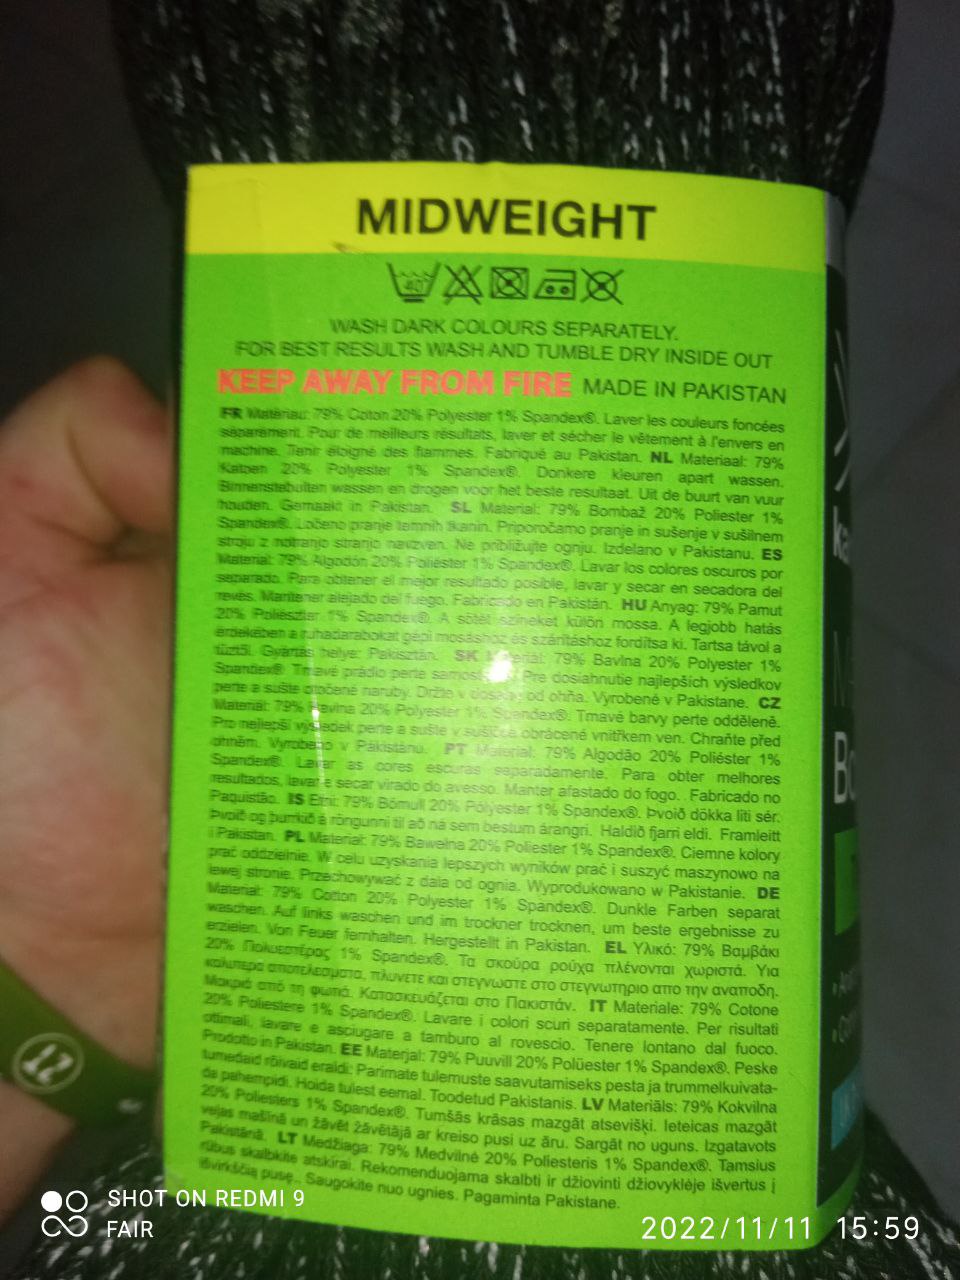 MIDWEIGHT
40
WASH DARK COLOURS SEPARATELY.
FOR BEST RESULTS WASH AND TUMBLE DRY INSIDE OUT
KEEP AWAY FROM FIRE MADE IN PAKISTAN
FR Matériau: 79% Coton 20% Polyester 1% Spandex®. Laver les couleurs foncées
séparément. Pour de meilleurs résultats, laver et sécher le vêtement à l'envers en
machine. Tenir éloigné des flammes. Fabriqué au Pakistan. NL Materiaal: 79%
Katoen 20% Polyester 1% Spandex®. Donkere kleuren apart wassen.
Binnenstebuiten wassen en drogen voor het beste resultaat. Uit de buurt van vuur
houden. Gemaakt in Pakistan. SL Material: 79% Bombaž 20% Poliester 1%
Spandex®. Ločeno pranje temnih tkanin. Priporočamo pranje in sušenje v sušilnem
stroju z notranjo stranjo navzven. Ne približujte ognju. Izdelano v Pakistanu. ES
Material: 79% Algodón 20% Poliéster 1% Spandex®. Lavar los colores oscuros por
separado. Para obtener el mejor resultado posible, lavar y secar en secadora del
revés. Mantener alejado del fuego. Fabricado en Pakistán. HU Anyag: 79% Pamut
20% Poliészter 1% Spandex®. A sötét színeket külön mossa. A legjobb hatás
érdekében a ruhadarabokat gépi mosáshoz és szárításhoz fordítsa ki. Tartsa távol a
tűztől. Gyártás helye: Pakisztán. SK 79% Bavlna 20% Polyester 1%
Spandex® Tmavé prádlo perte Pre dosiahnutie najlepších výsledkov
perte a sušte otočené naruby. Držte v od ohňa. Vyrobené v Pakistane. CZ
Material: 79% Bavlna 20% Polyester 1% Spandex®. Tmavé barvy perte odděleně.
Pro nejlepší výsledek perte a sušte v sušičce obrácené vnitřkem ven. Chraňte před
ohněm. Vyrobeno v Pákistánu. PT Material: 79% Algodão 20% Poliéster 1%
Spandex®. Lavar as cores escuras separadamente. Para obter melhores
resultados, lavar e secar virado do avesso. Manter afastado do fogo. Fabricado no
Paquistão. IS Efni: 79% Bómull 20% Polyester 1% Spandex®. Þvoið dökka liti sér.
Þvoið og þurrkið á röngunni til að ná sem bestum árangri. Haldið fjarri eldi. Framleitt
í Pakistan. PL Materiał: 79% Bawełna 20% Poliester 1% Spandex®. Ciemne kolory
prać oddzielnie. W celu uzyskania lepszych wyników prać i suszyć maszynowo na
lewej stronie. Przechowywać z dala od ognia. Wyprodukowano w Pakistanie. DE
Material: 79% Cotton 20% Polyester 1% Spandex®. Dunkle Farben separat
waschen. Auf links waschen und im trockner trocknen, um beste ergebnisse zu
erzielen. Von Feuer fernhalten. Hergestellt in Pakistan. EL Υλικό: 79% Βαμβάκι
20% Πολυεστέρας 1% Spandex®. Τα σκούρα ρούχα πλένονται χωριστά. Για
καλυτερα αποτελεσματα, πλυνετε και στεγνωστε στο στεγνωτηριο απο την αναποδη.
Μακριά από τη φωτιά. Κατασκευάζεται στο Πακιστάν. IT Materiale: 79% Cotone
20% Poliestere 1% Spandex®. Lavare i colori scuri separatamente. Per risultati
ottimali, lavare e asciugare a tamburo al rovescio. Tenere lontano dal fuoco.
Prodotto in Pakistan. EE Materjal: 79% Puuvill 20% Polüester 1% Spandex®. Peske
tumedaid rõivaid eraldi: Parimate tulemuste saavutamiseks pesta ja trummelkuivata-
da pahempidi. Hoida tulest eemal. Toodetud Pakistanis. LV Materiāls: 79% Kokvilna
20% Poliesters 1% Spandex®. Tumšās krāsas mazgāt atsevišķi. Ieteicas mazgāt
veļas mašīnā un žāvēt žāvētājā ar kreiso pusi uz āru. Sargāt no uguns. Izgatavots
Pakistānā. LT Medžiaga: 79% Medvilnė 20% Poliesteris 1% Spandex®. Tamsius
rūbus skalbkite atskirai. Rekomenduojama skalbti ir džiovinti džiovyklėje išvertus į
išvirkščią pusę. Saugokite nuo ugnies. Pagaminta Pakistane.
12
SHOT ON REDMI 9
FAIR
2022/11/11 15:59